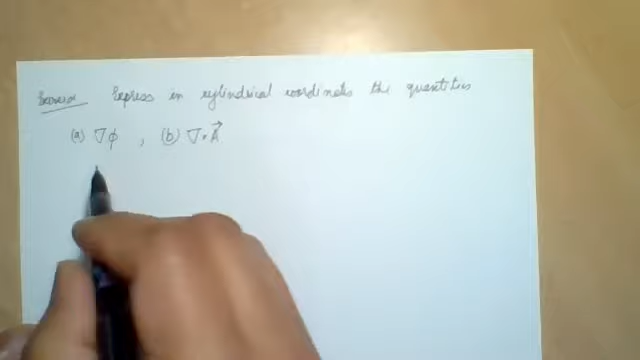 Exercise Express in cylindrical coordinates the quantities
(a) ∇φ , (b) ∇•A⃗